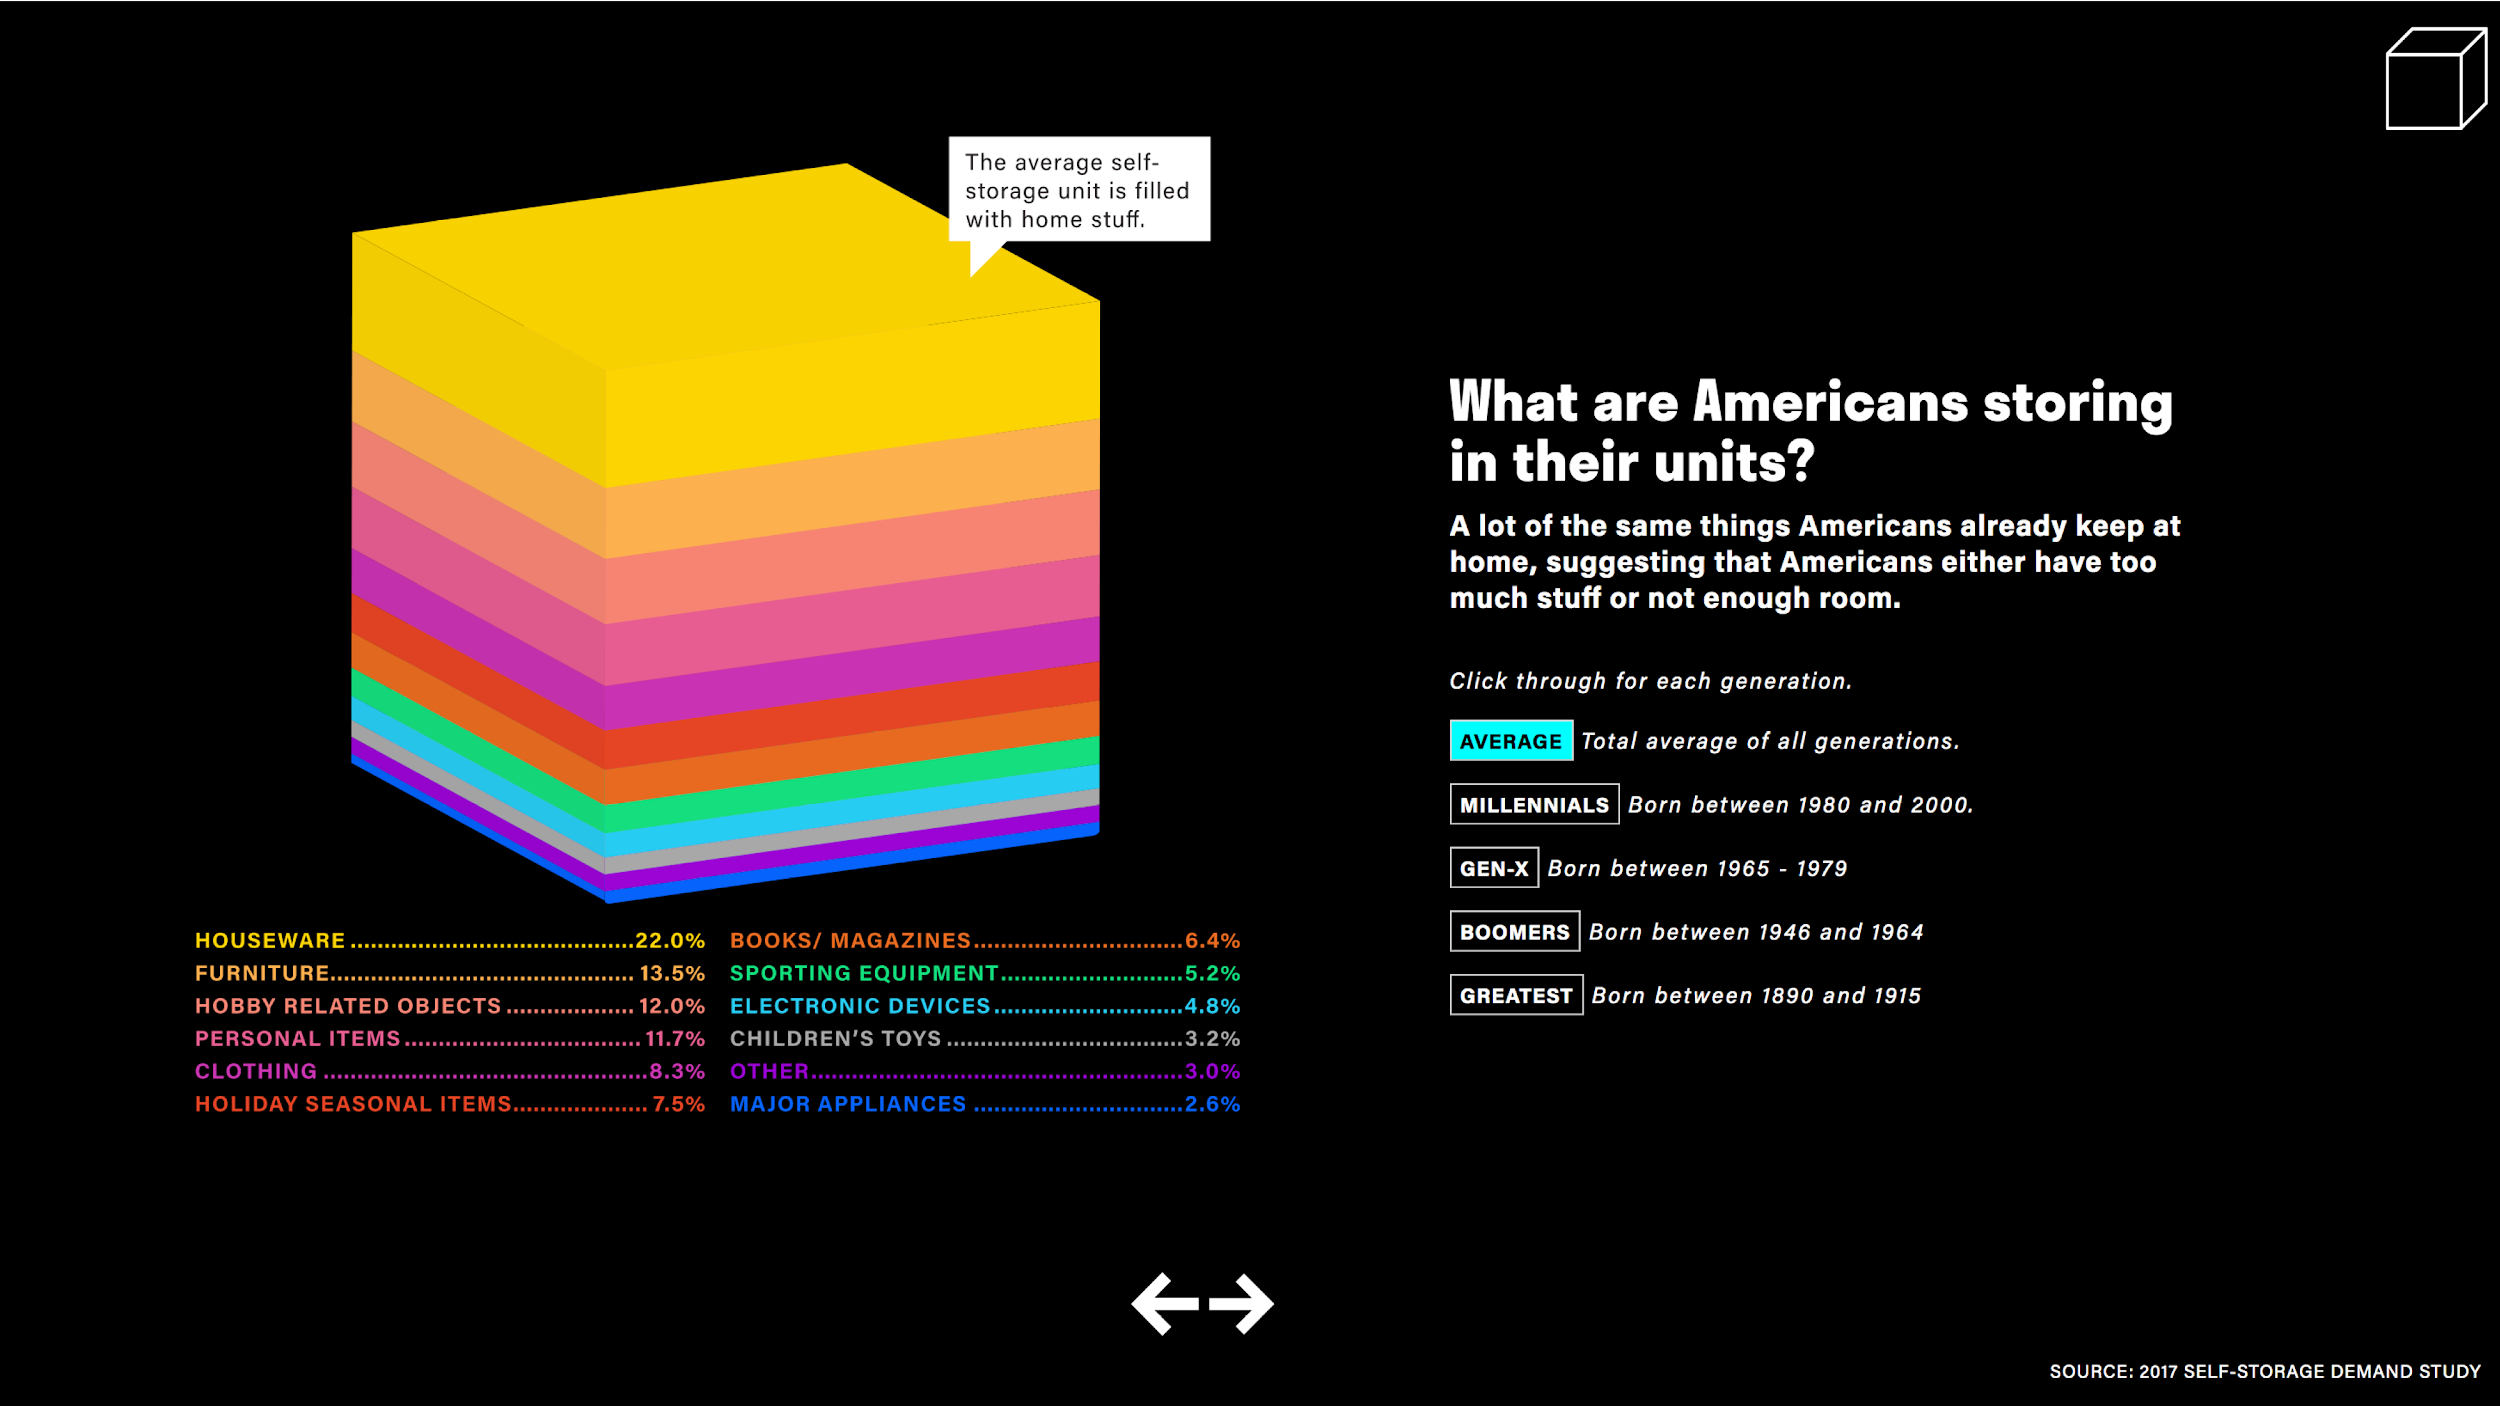 The average self-
storage unit is filled
with home stuff.
What are Americans storing
in their units?
A lot of the same things Americans already keep at
home, suggesting that Americans either have too
much stuff or not enough room.
Click through for each generation.
AVERAGE Total average of all generations.
MILLENNIALS Born between 1980 and 2000.
GEN-X Born between 1965 - 1979
BOOMERS Born between 1946 and 1964
GREATEST Born between 1890 and 1915
HOUSEWARE..........................................22.0%
FURNITURE............................................. 13.5%
HOBBY RELATED OBJECTS................... 12.0%
PERSONAL ITEMS................................... 11.7%
CLOTHING................................................8.3%
HOLIDAY SEASONAL ITEMS.................... 7.5%
BOOKS/ MAGAZINES...............................6.4%
SPORTING EQUIPMENT...........................5.2%
ELECTRONIC DEVICES............................4.8%
CHILDREN'S TOYS...................................3.2%
OTHER.......................................................3.0%
MAJOR APPLIANCES...............................2.6%
SOURCE: 2017 SELF-STORAGE DEMAND STUDY